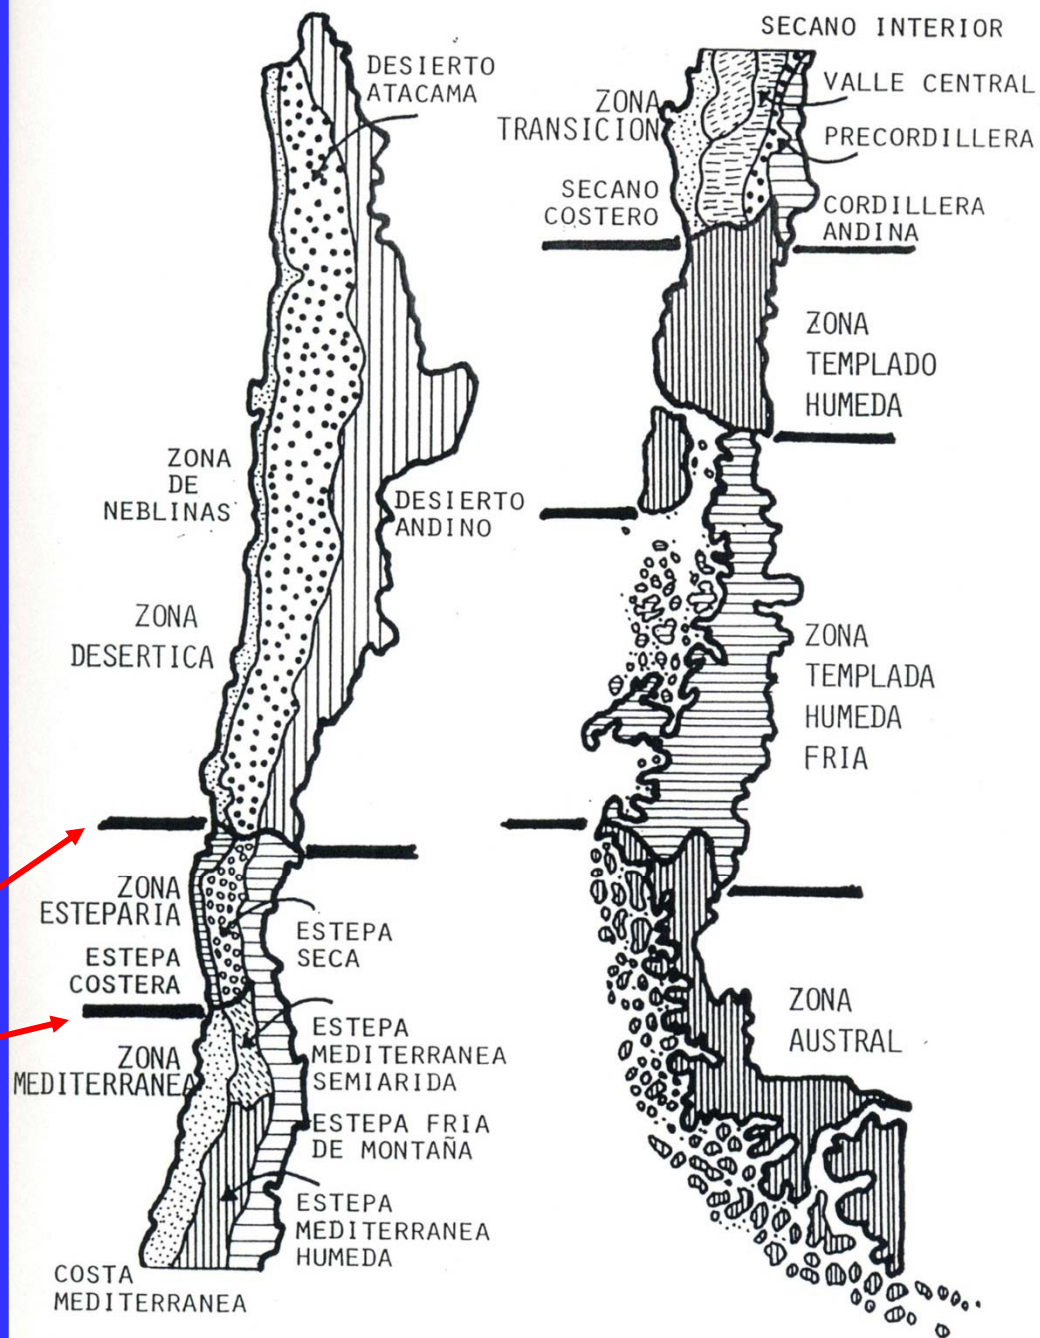 DESIERTO
ATACAMA
ZONA
DE
NEBLINAS
DESIERTO
ANDINO
ZONA
DESERTICA
ZONA
ESTEPARIA
ESTEPA
COSTERA
ESTEPA
SECA
ZONA
MEDITERRANEA
ESTEPA
MEDITERRANEA
SEMIARIDA
ESTEPA FRIA
DE MONTAÑA
ESTEPA
MEDITERRANEA
HUMEDA
COSTA
MEDITERRANEA
SECANO INTERIOR
VALLE CENTRAL
ZONA
TRANSICION
PRECORDILLERA
SECANO
COSTERO
CORDILLERA
ANDINA
ZONA
TEMPLADO
HUMEDA
ZONA
TEMPLADA
HUMEDA
FRIA
ZONA
AUSTRAL